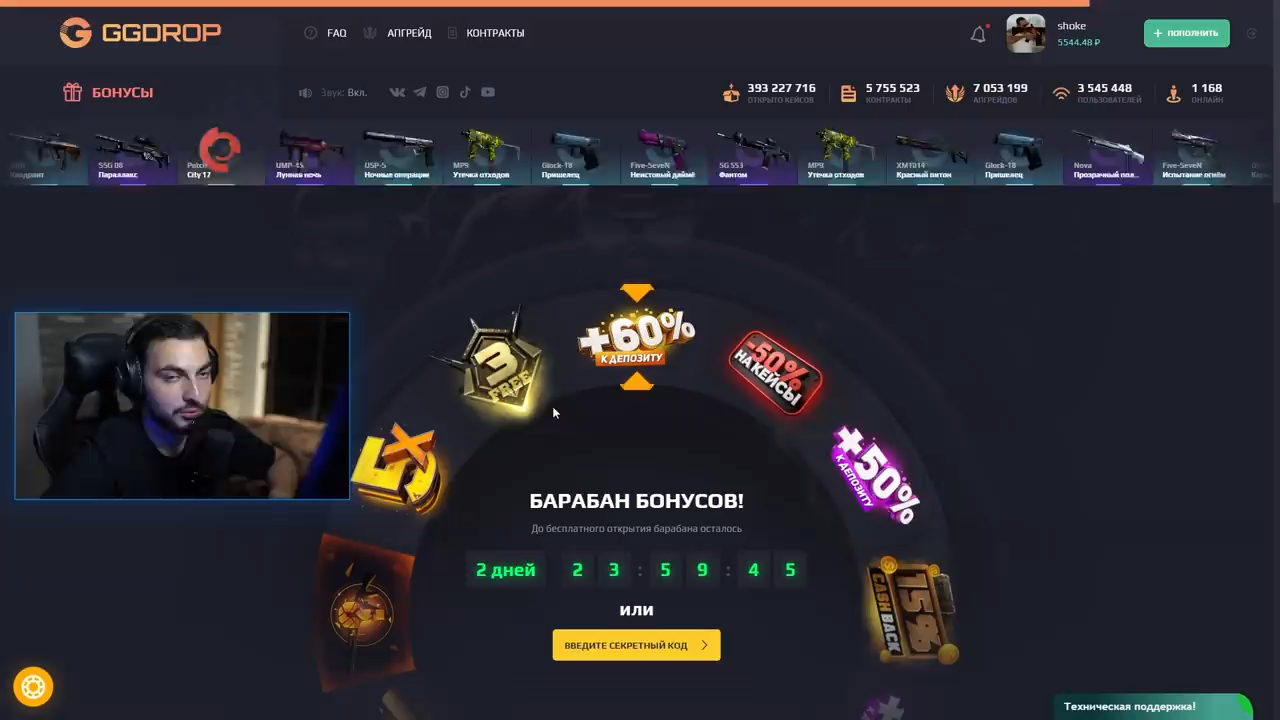 GGDROP
FAQ
АПГРЕЙД
КОНТРАКТЫ
shoke
5544.48 ₽
+ ПОПОЛНИТЬ
БОНУСЫ
Звук: Вкл.
393 227 716
ОТКРЫТО КЕЙСОВ
5 755 523
КОНТРАКТЫ
7 053 199
АПГРЕЙДОВ
3 545 448
ПОЛЬЗОВАТЕЛЕЙ
1 168
ОНЛАЙН
SSG 08
Параллакс
Patch
City 17
UMP-45
Лунная ночь
USP-S
Ночные операции
MP9
Утечка отходов
Glock-18
Пришелец
Five-SeveN
Неистовый даймё
SG 553
Фантом
MP9
Утечка отходов
XM1014
Красный питон
Glock-18
Пришелец
Nova
Прозрачный пол...
Five-SeveN
Испытание огнём
+60%
К ДЕПОЗИТУ
3
FREE
-50%
НА КЕЙСЫ
5X
+50%
К ДЕПОЗИТУ
15%
CASH BACK
БАРАБАН БОНУСОВ!
До бесплатного открытия барабана осталось
2 дней 2 3 : 5 9 : 4 5
или
ВВЕДИТЕ СЕКРЕТНЫЙ КОД
Техническая поддержка!